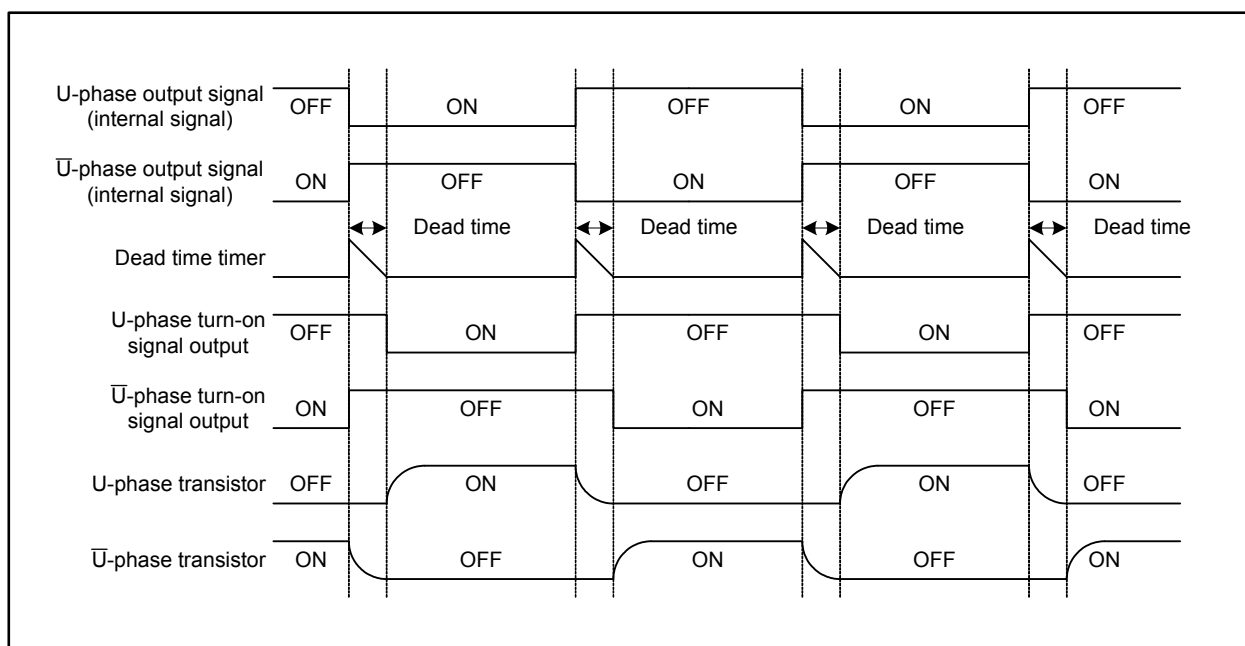 U-phase output signal
(internal signal)
OFF ON OFF ON OFF
U̅-phase output signal
(internal signal)
ON OFF ON OFF ON
Dead time Dead time Dead time Dead time
Dead time timer
U-phase turn-on
signal output
OFF ON OFF ON OFF
U̅-phase turn-on
signal output
ON OFF ON OFF ON
U-phase transistor OFF ON OFF ON OFF
U̅-phase transistor ON OFF ON OFF ON